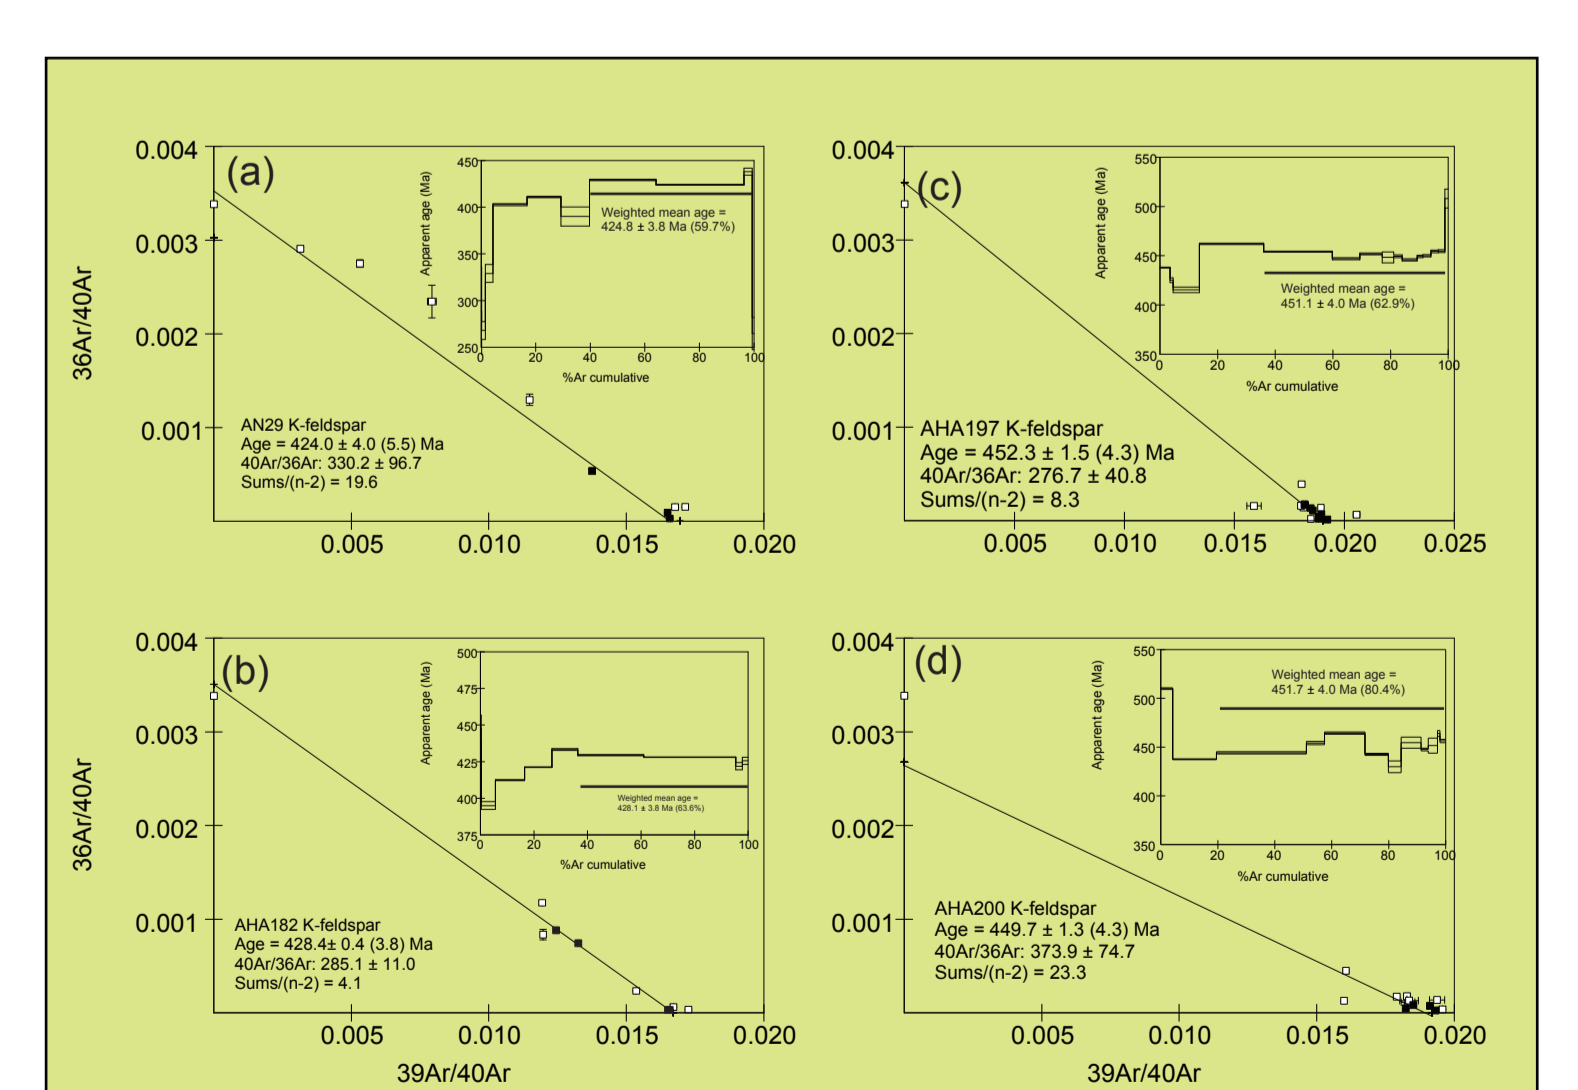 0.004
0.003
0.002
0.001
36Ar/40Ar
(a)
450
400
350
300
250
Apparent age (Ma)
Weighted mean age =
424.8 ± 3.8 Ma (59.7%)
0 20 40 60 80 100
%Ar cumulative
AN29 K-feldspar
Age = 424.0 ± 4.0 (5.5) Ma
40Ar/36Ar: 330.2 ± 96.7
Sums/(n-2) = 19.6
0.005 0.010 0.015 0.020
0.004
0.003
0.002
0.001
(c)
550
500
450
400
350
Apparent age (Ma)
Weighted mean age =
451.1 ± 4.0 Ma (62.9%)
0 20 40 60 80 100
%Ar cumulative
AHA197 K-feldspar
Age = 452.3 ± 1.5 (4.3) Ma
40Ar/36Ar: 276.7 ± 40.8
Sums/(n-2) = 8.3
0.005 0.010 0.015 0.020 0.025
0.004
0.003
0.002
0.001
36Ar/40Ar
(b)
500
475
450
425
400
375
Apparent age (Ma)
Weighted mean age =
428.1 ± 3.8 Ma (63.6%)
0 20 40 60 80 100
%Ar cumulative
AHA182 K-feldspar
Age = 428.4± 0.4 (3.8) Ma
40Ar/36Ar: 285.1 ± 11.0
Sums/(n-2) = 4.1
0.005 0.010 0.015 0.020
39Ar/40Ar
0.004
0.003
0.002
0.001
(d)
550
500
450
400
350
Apparent age (Ma)
Weighted mean age =
451.7 ± 4.0 Ma (80.4%)
0 20 40 60 80 100
%Ar cumulative
AHA200 K-feldspar
Age = 449.7 ± 1.3 (4.3) Ma
40Ar/36Ar: 373.9 ± 74.7
Sums/(n-2) = 23.3
0.005 0.010 0.015 0.020
39Ar/40Ar